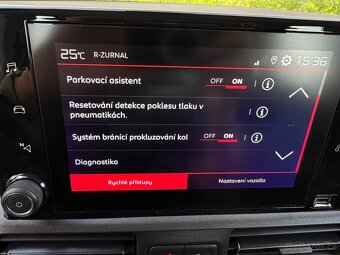 25°C R-ZURNAL 15:36
Parkovací asistent OFF ON
Resetování detekce poklesu tlaku v
pneumatikách.
Systém bránící prokluzování kol OFF ON
Diagnostika
Rychlé přístupy Nastavení vozidla